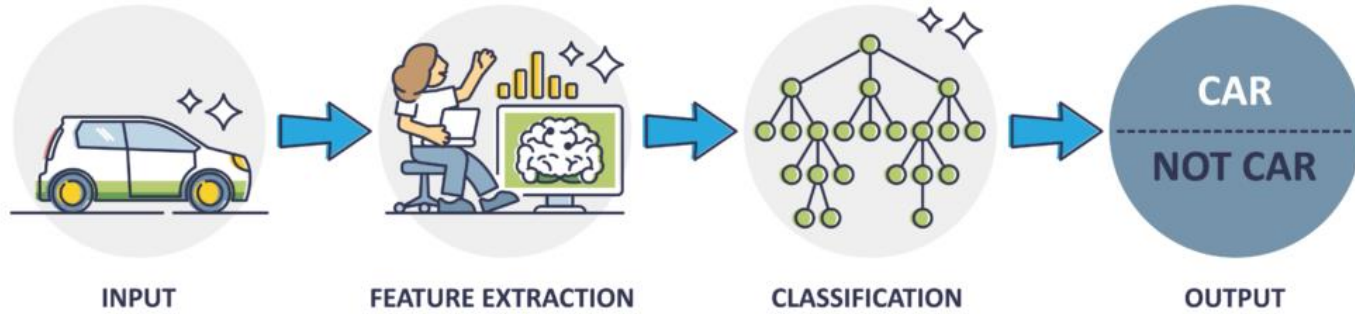 CAR
NOT CAR
INPUT
FEATURE EXTRACTION
CLASSIFICATION
OUTPUT